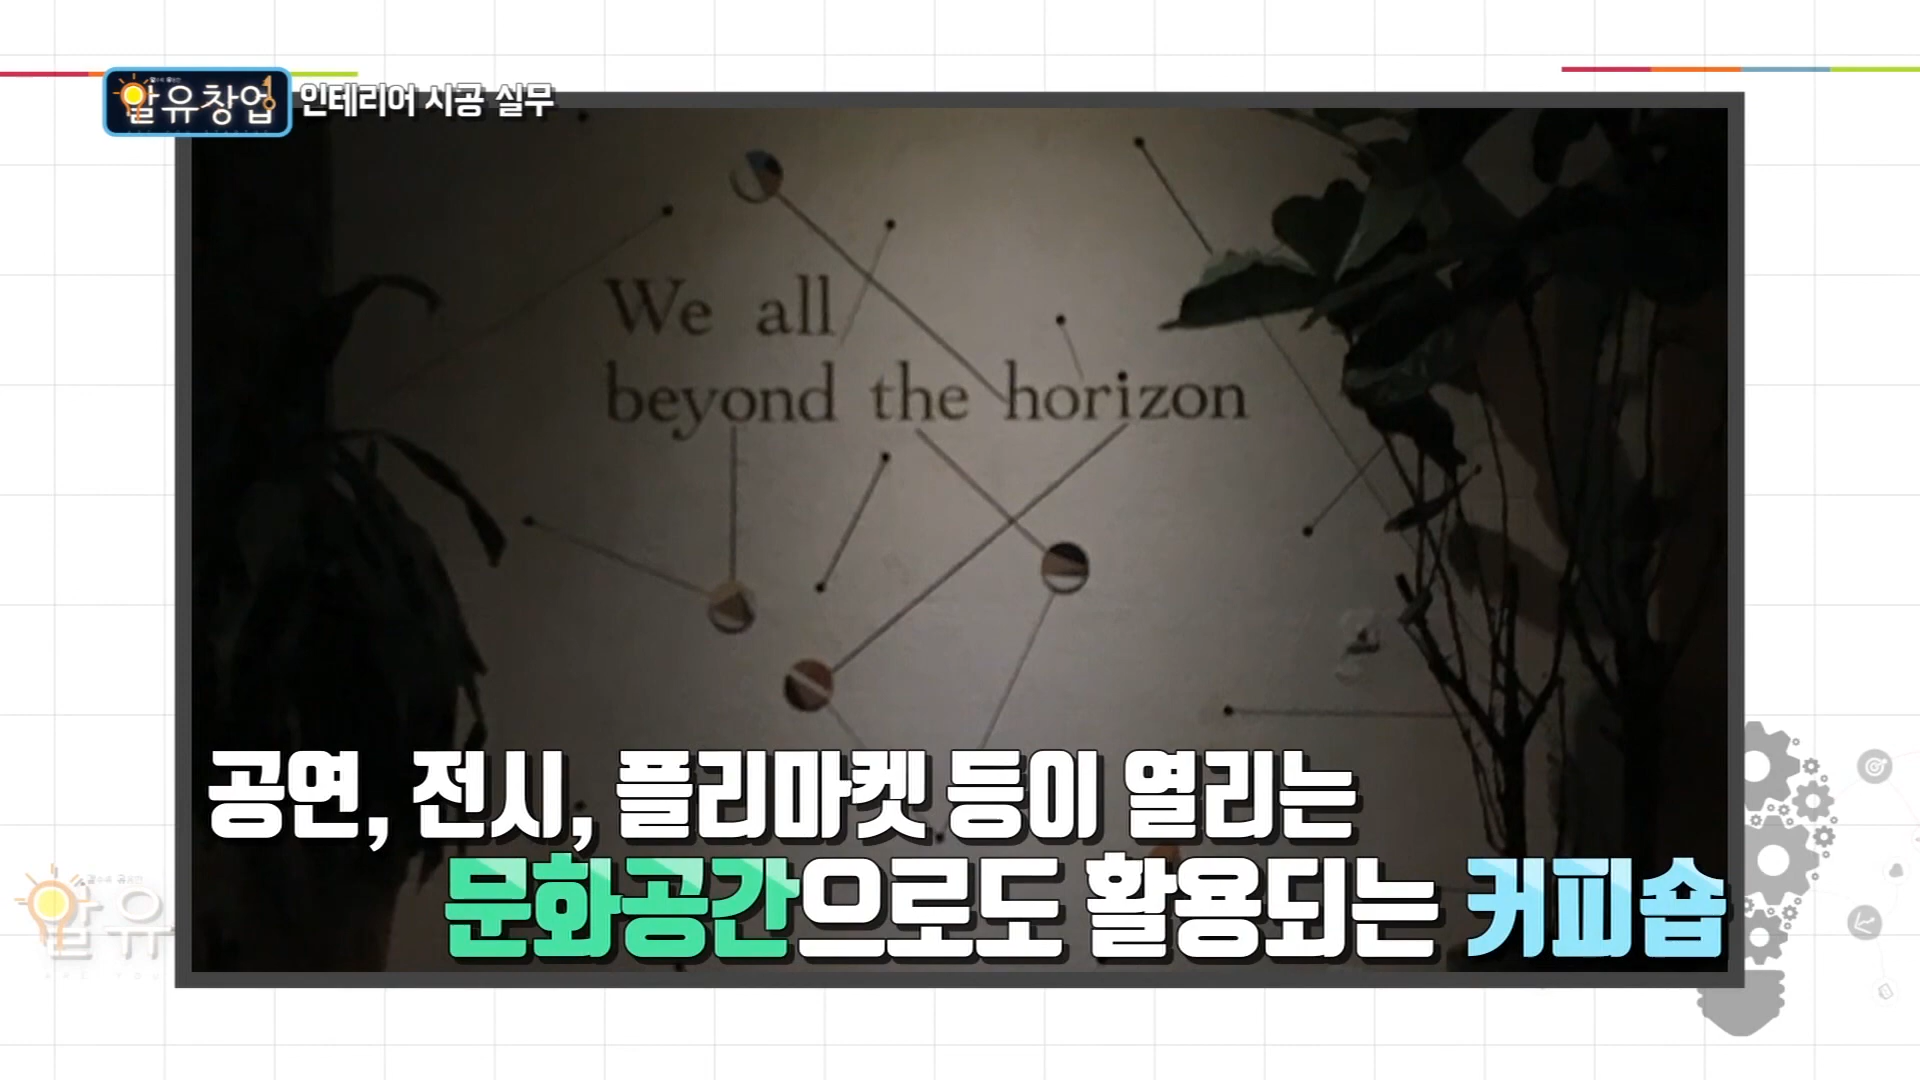 알유창업
인테리어 시공 실무
We all
beyond the horizon
공연, 전시, 플리마켓 등이 열리는
문화공간으로도 활용되는 커피숍
알유